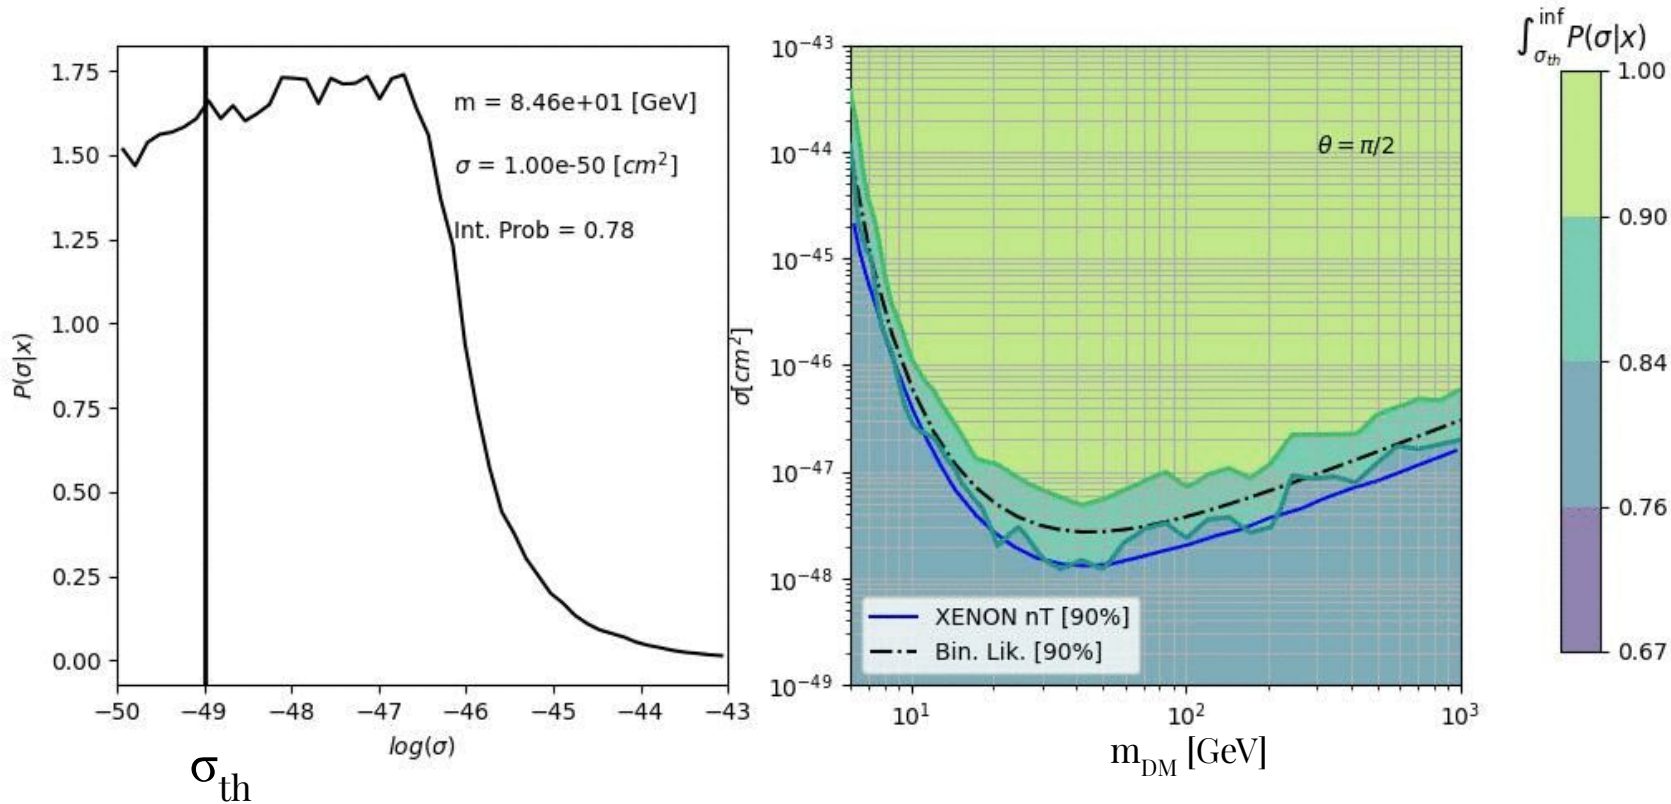 1.75
1.50
1.25
1.00
0.75
0.50
0.25
0.00
P(σ|x)
m = 8.46e+01 [GeV]
σ = 1.00e-50 [cm²]
Int. Prob = 0.78
−50 −49 −48 −47 −46 −45 −44 −43
log(σ)
σth
10⁻⁴³
10⁻⁴⁴
10⁻⁴⁵
10⁻⁴⁶
10⁻⁴⁷
10⁻⁴⁸
10⁻⁴⁹
σ[cm²]
θ = π/2
XENON nT [90%]
Bin. Lik. [90%]
10¹ 10² 10³
mDM [GeV]
∫σth inf P(σ|x)
1.00
0.90
0.84
0.76
0.67